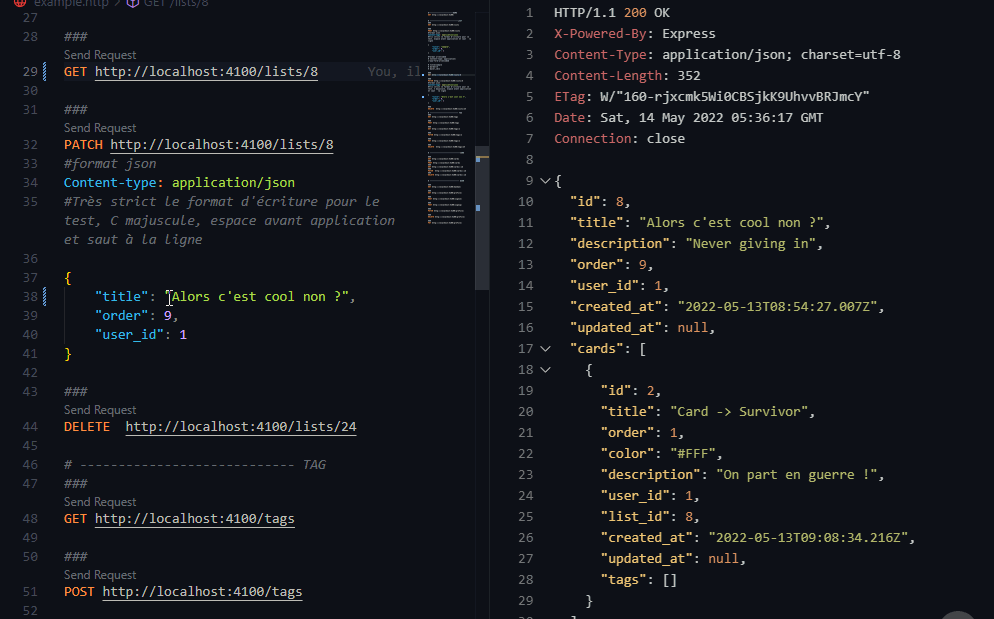 example.http > GET /lists/8
27
28 ###
Send Request
29 GET http://localhost:4100/lists/8 You, il
30
31 ###
Send Request
32 PATCH http://localhost:4100/lists/8
33 #format json
34 Content-type: application/json
35 #Très strict le format d'écriture pour le
test, C majuscule, espace avant application
et saut à la ligne
36
37 {
38 "title": "Alors c'est cool non ?",
39 "order": 9,
40 "user_id": 1
41 }
42
43 ###
Send Request
44 DELETE http://localhost:4100/lists/24
45
46 # ---------------------------- TAG
47 ###
Send Request
48 GET http://localhost:4100/tags
49
50 ###
Send Request
51 POST http://localhost:4100/tags
52
1 HTTP/1.1 200 OK
2 X-Powered-By: Express
3 Content-Type: application/json; charset=utf-8
4 Content-Length: 352
5 ETag: W/"160-rjxcmk5Wi0CBSjkK9UhvvBRJmcY"
6 Date: Sat, 14 May 2022 05:36:17 GMT
7 Connection: close
8
9 {
10 "id": 8,
11 "title": "Alors c'est cool non ?",
12 "description": "Never giving in",
13 "order": 9,
14 "user_id": 1,
15 "created_at": "2022-05-13T08:54:27.007Z",
16 "updated_at": null,
17 "cards": [
18 {
19 "id": 2,
20 "title": "Card -> Survivor",
21 "order": 1,
22 "color": "#FFF",
23 "description": "On part en guerre !",
24 "user_id": 1,
25 "list_id": 8,
26 "created_at": "2022-05-13T09:08:34.216Z",
27 "updated_at": null,
28 "tags": []
29 }